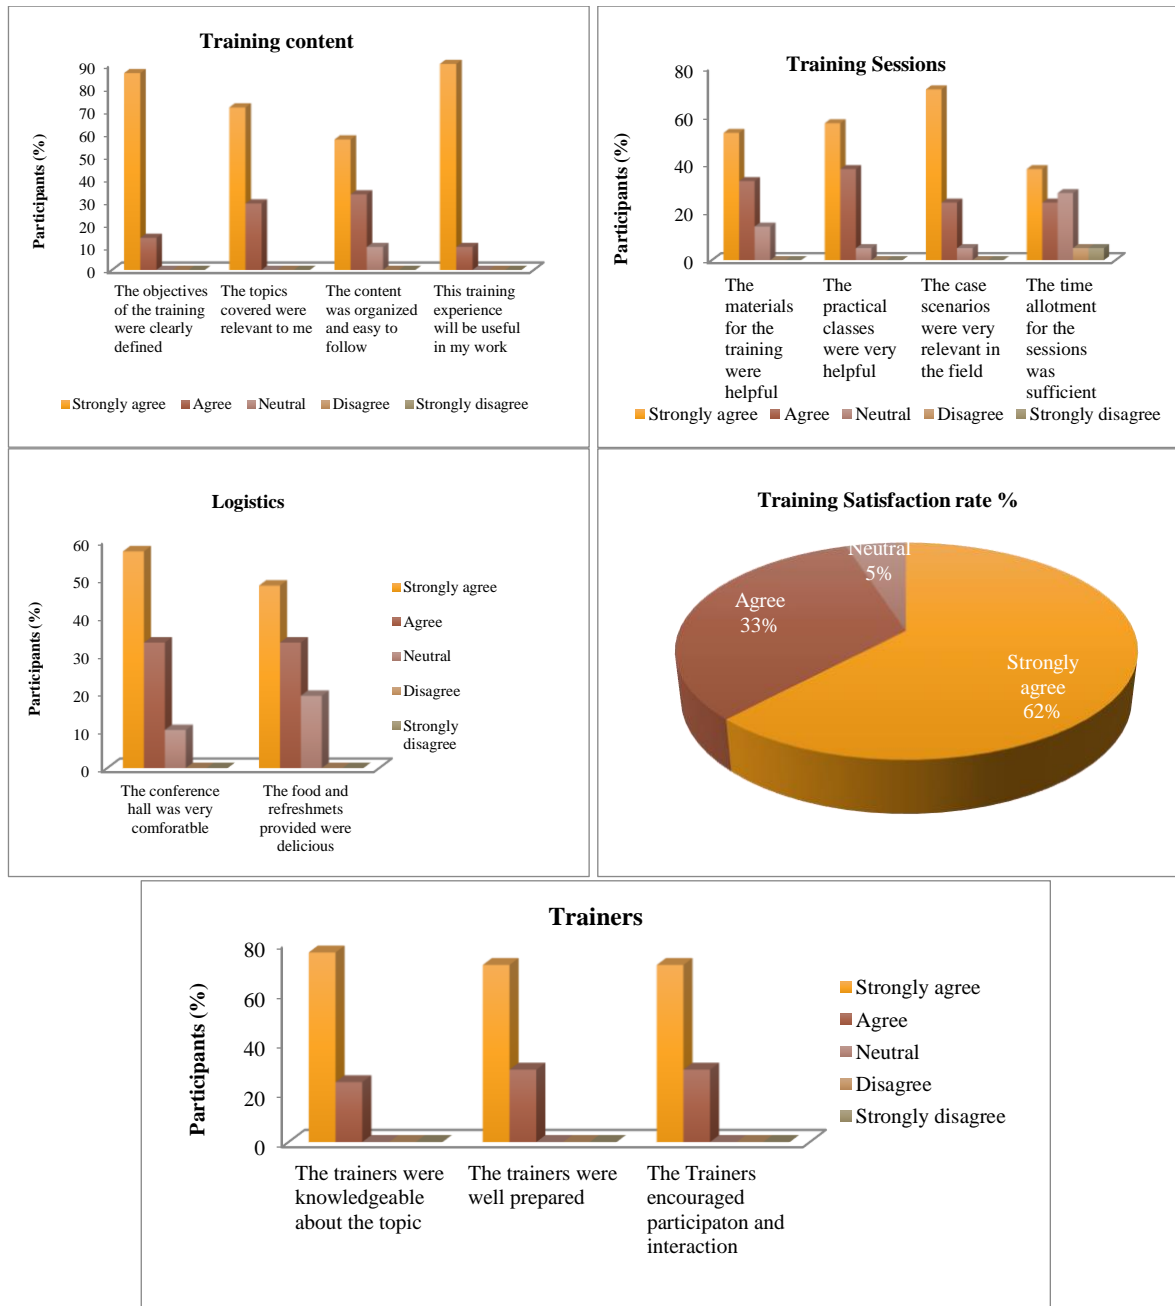 Training content
Participants (%)
90
80
70
60
50
40
30
20
10
0
The objectives
of the training
were clearly
defined
The topics
covered were
relevant to me
The content
was organized
and easy to
follow
This training
experience
will be useful
in my work
Strongly agree
Agree
Neutral
Disagree
Strongly disagree
Training Sessions
Participants (%)
80
60
40
20
0
The
materials
for the
training
were
helpful
The
practical
classes
were very
helpful
The case
scenarios
were very
relevant in
the field
The time
allotment
for the
sessions
was
sufficient
Strongly agree
Agree
Neutral
Disagree
Strongly disagree
Logistics
Participants (%)
60
50
40
30
20
10
0
The conference
hall was very
comforatble
The food and
refreshmets
provided were
delicious
Strongly agree
Agree
Neutral
Disagree
Strongly
disagree
Training Satisfaction rate %
Neutral
5%
Agree
33%
Strongly
agree
62%
Trainers
Participants (%)
80
60
40
20
0
The trainers were
knowledgeable
about the topic
The trainers were
well prepared
The Trainers
encouraged
participaton and
interaction
Strongly agree
Agree
Neutral
Disagree
Strongly disagree